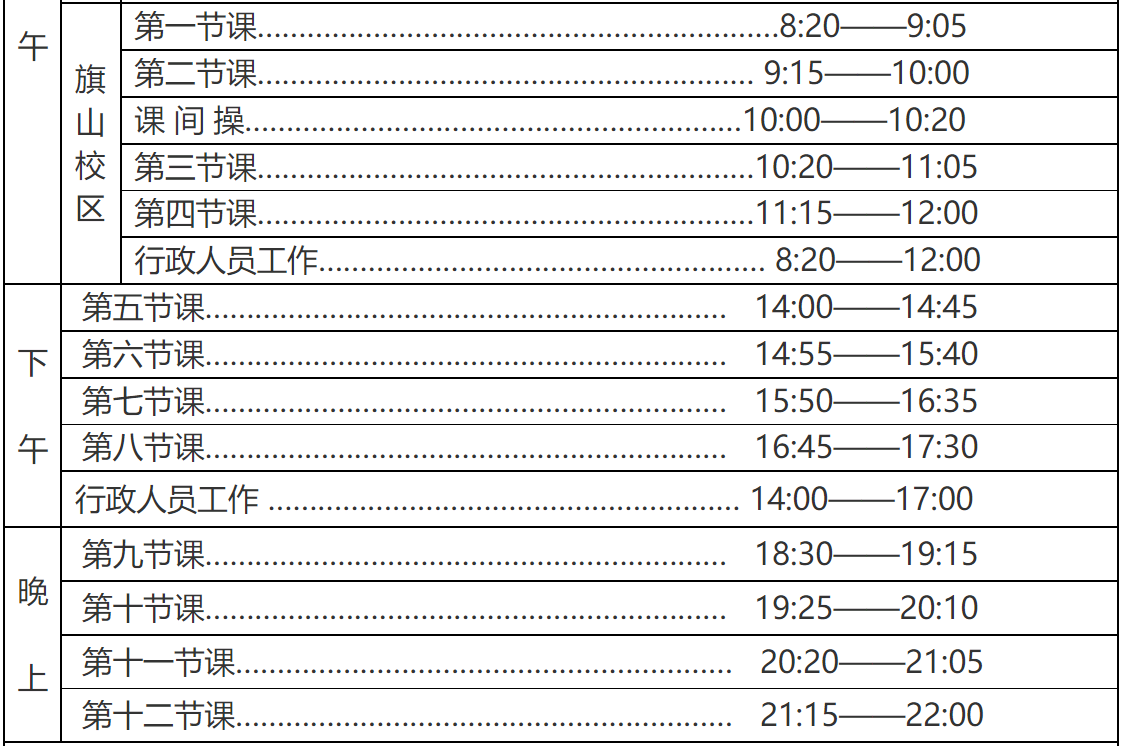 午
旗山校区
第一节课................................................................8:20——9:05
第二节课............................................................. 9:15——10:00
课 间 操.............................................................10:00——10:20
第三节课.............................................................10:20——11:05
第四节课.............................................................11:15——12:00
行政人员工作....................................................... 8:20——12:00
下午
第五节课................................................................ 14:00——14:45
第六节课................................................................ 14:55——15:40
第七节课................................................................ 15:50——16:35
第八节课................................................................ 16:45——17:30
行政人员工作 .......................................................... 14:00——17:00
晚上
第九节课................................................................ 18:30——19:15
第十节课................................................................ 19:25——20:10
第十一节课............................................................. 20:20——21:05
第十二节课............................................................. 21:15——22:00